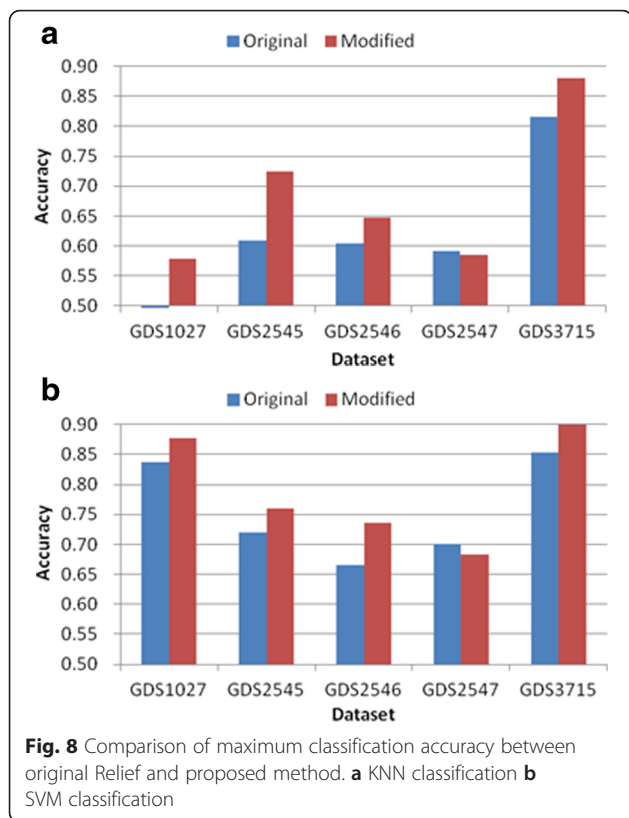 a
Original Modified
0.90
0.85
0.80
0.75
0.70
0.65
0.60
0.55
0.50
Accuracy
GDS1027 GDS2545 GDS2546 GDS2547 GDS3715
Dataset
b
Original Modified
0.90
0.85
0.80
0.75
0.70
0.65
0.60
0.55
0.50
Accuracy
GDS1027 GDS2545 GDS2546 GDS2547 GDS3715
Dataset
Fig. 8 Comparison of maximum classification accuracy between
original Relief and proposed method. a KNN classification b
SVM classification